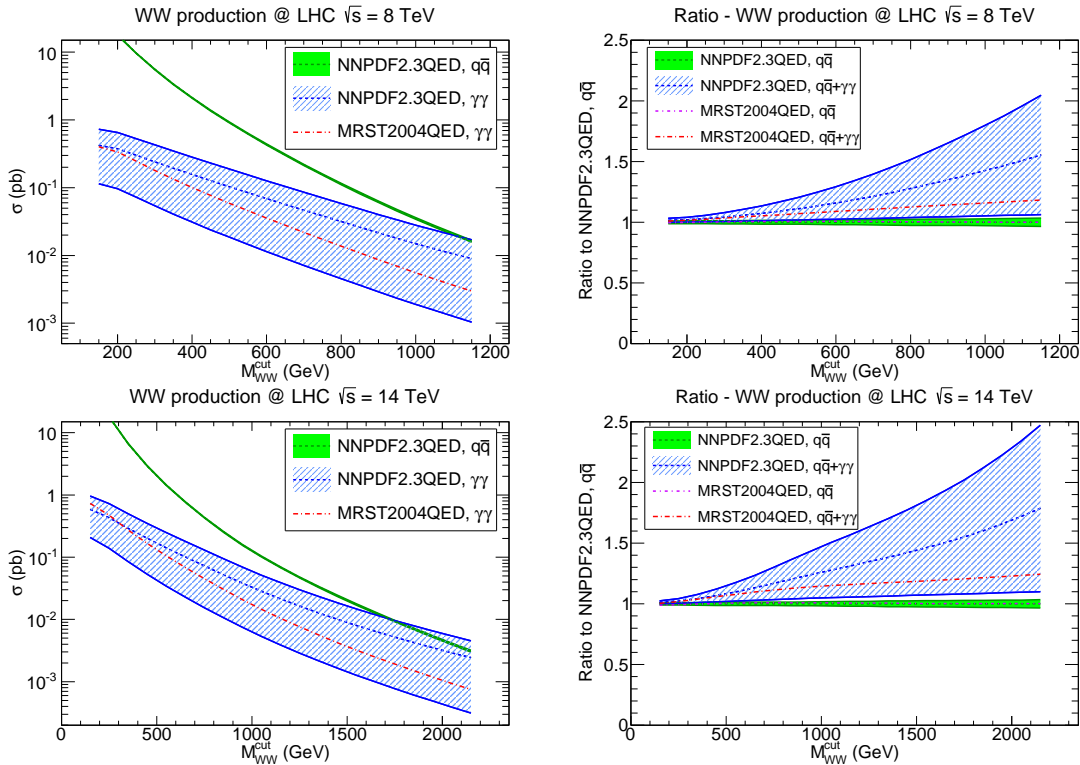 WW production @ LHC √s = 8 TeV
σ (pb)
10
1
10⁻¹
10⁻²
10⁻³
NNPDF2.3QED, qq̅
NNPDF2.3QED, γγ
MRST2004QED, γγ
200 400 600 800 1000 1200
M_WW^cut (GeV)
Ratio - WW production @ LHC √s = 8 TeV
Ratio to NNPDF2.3QED, qq̅
2.5
2
1.5
1
0.5
0
NNPDF2.3QED, qq̅
NNPDF2.3QED, qq̅+γγ
MRST2004QED, qq̅
MRST2004QED, qq̅+γγ
200 400 600 800 1000 1200
M_WW^cut (GeV)
WW production @ LHC √s = 14 TeV
σ (pb)
10
1
10⁻¹
10⁻²
10⁻³
NNPDF2.3QED, qq̅
NNPDF2.3QED, γγ
MRST2004QED, γγ
0 500 1000 1500 2000
M_WW^cut (GeV)
Ratio - WW production @ LHC √s = 14 TeV
Ratio to NNPDF2.3QED, qq̅
2.5
2
1.5
1
0.5
0
NNPDF2.3QED, qq̅
NNPDF2.3QED, qq̅+γγ
MRST2004QED, qq̅
MRST2004QED, qq̅+γγ
0 500 1000 1500 2000
M_WW^cut (GeV)